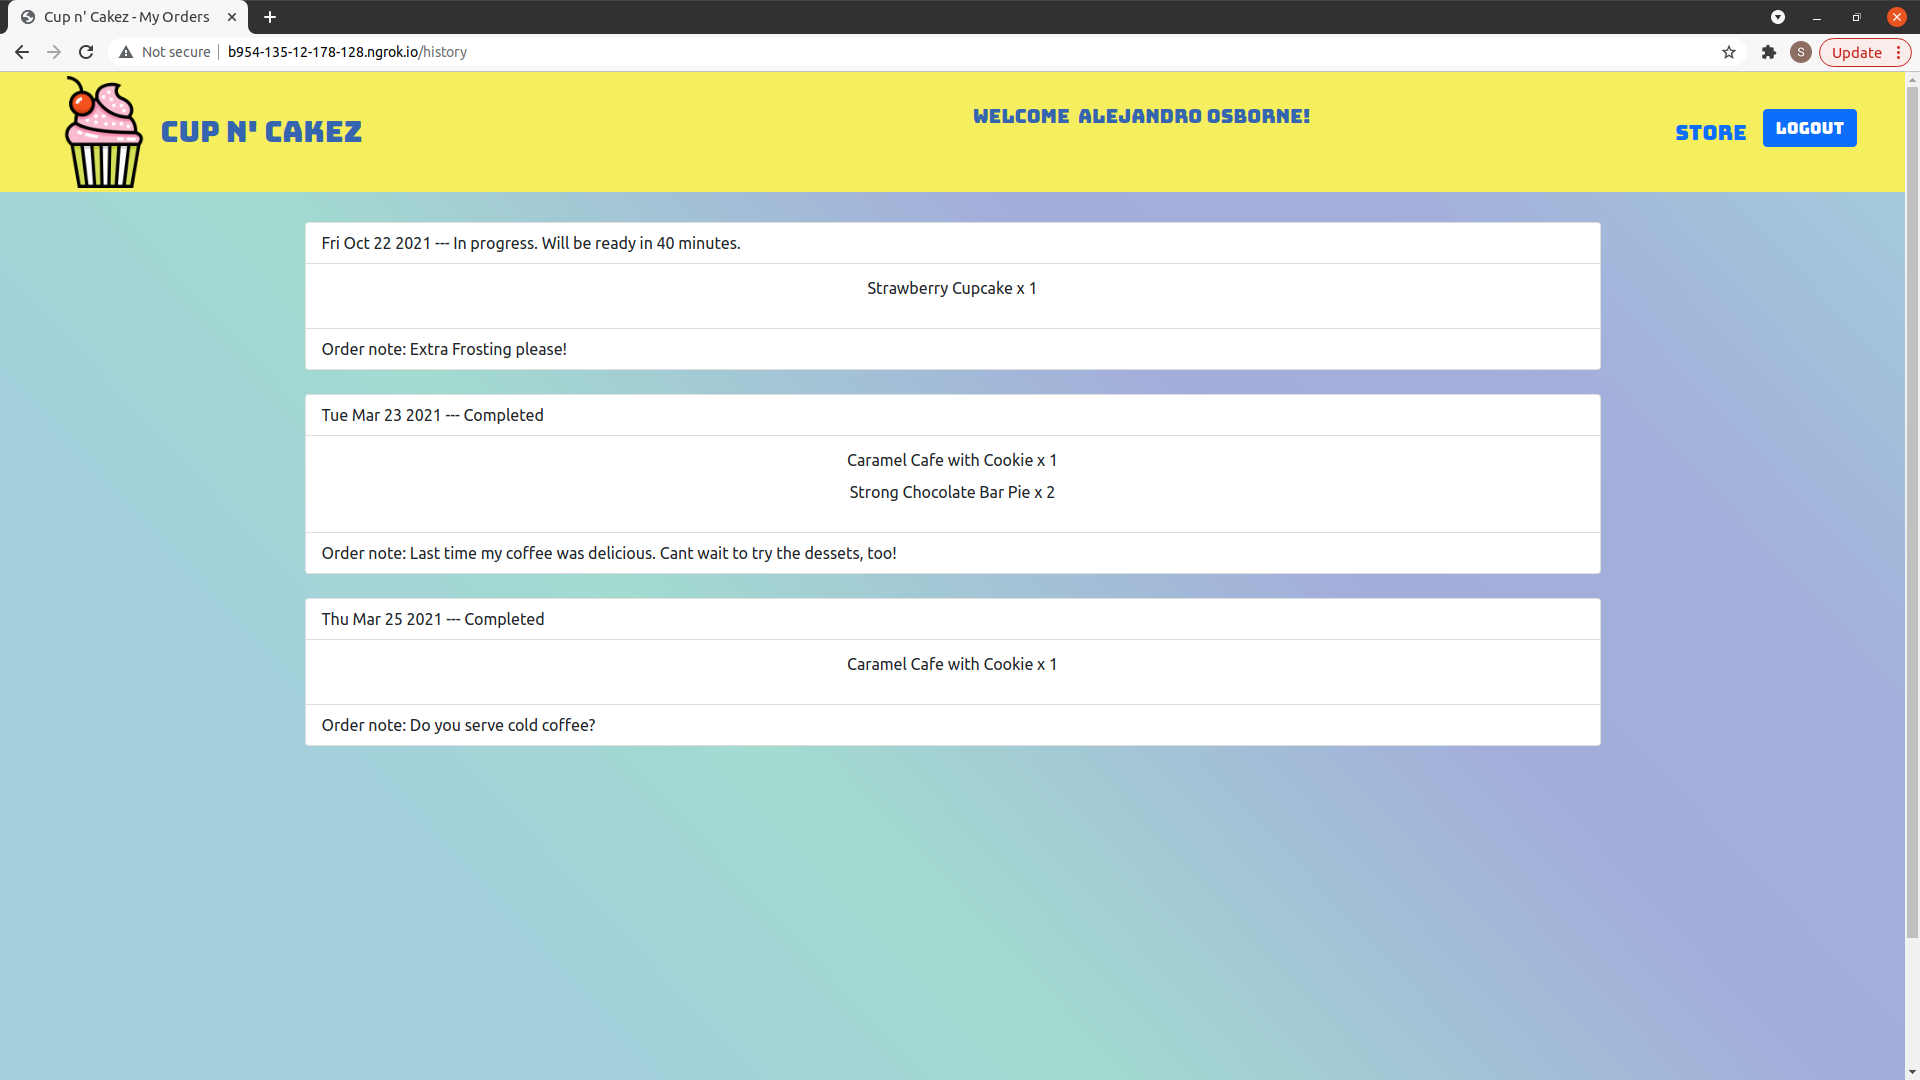 Cup n' Cakez - My Orders
Not secure b954-135-12-178-128.ngrok.io/history
S
Update
CUP N' CAKEZ
WELCOME ALEJANDRO OSBORNE!
STORE
LOGOUT
Fri Oct 22 2021 --- In progress. Will be ready in 40 minutes.
Strawberry Cupcake x 1
Order note: Extra Frosting please!
Tue Mar 23 2021 --- Completed
Caramel Cafe with Cookie x 1
Strong Chocolate Bar Pie x 2
Order note: Last time my coffee was delicious. Cant wait to try the dessets, too!
Thu Mar 25 2021 --- Completed
Caramel Cafe with Cookie x 1
Order note: Do you serve cold coffee?